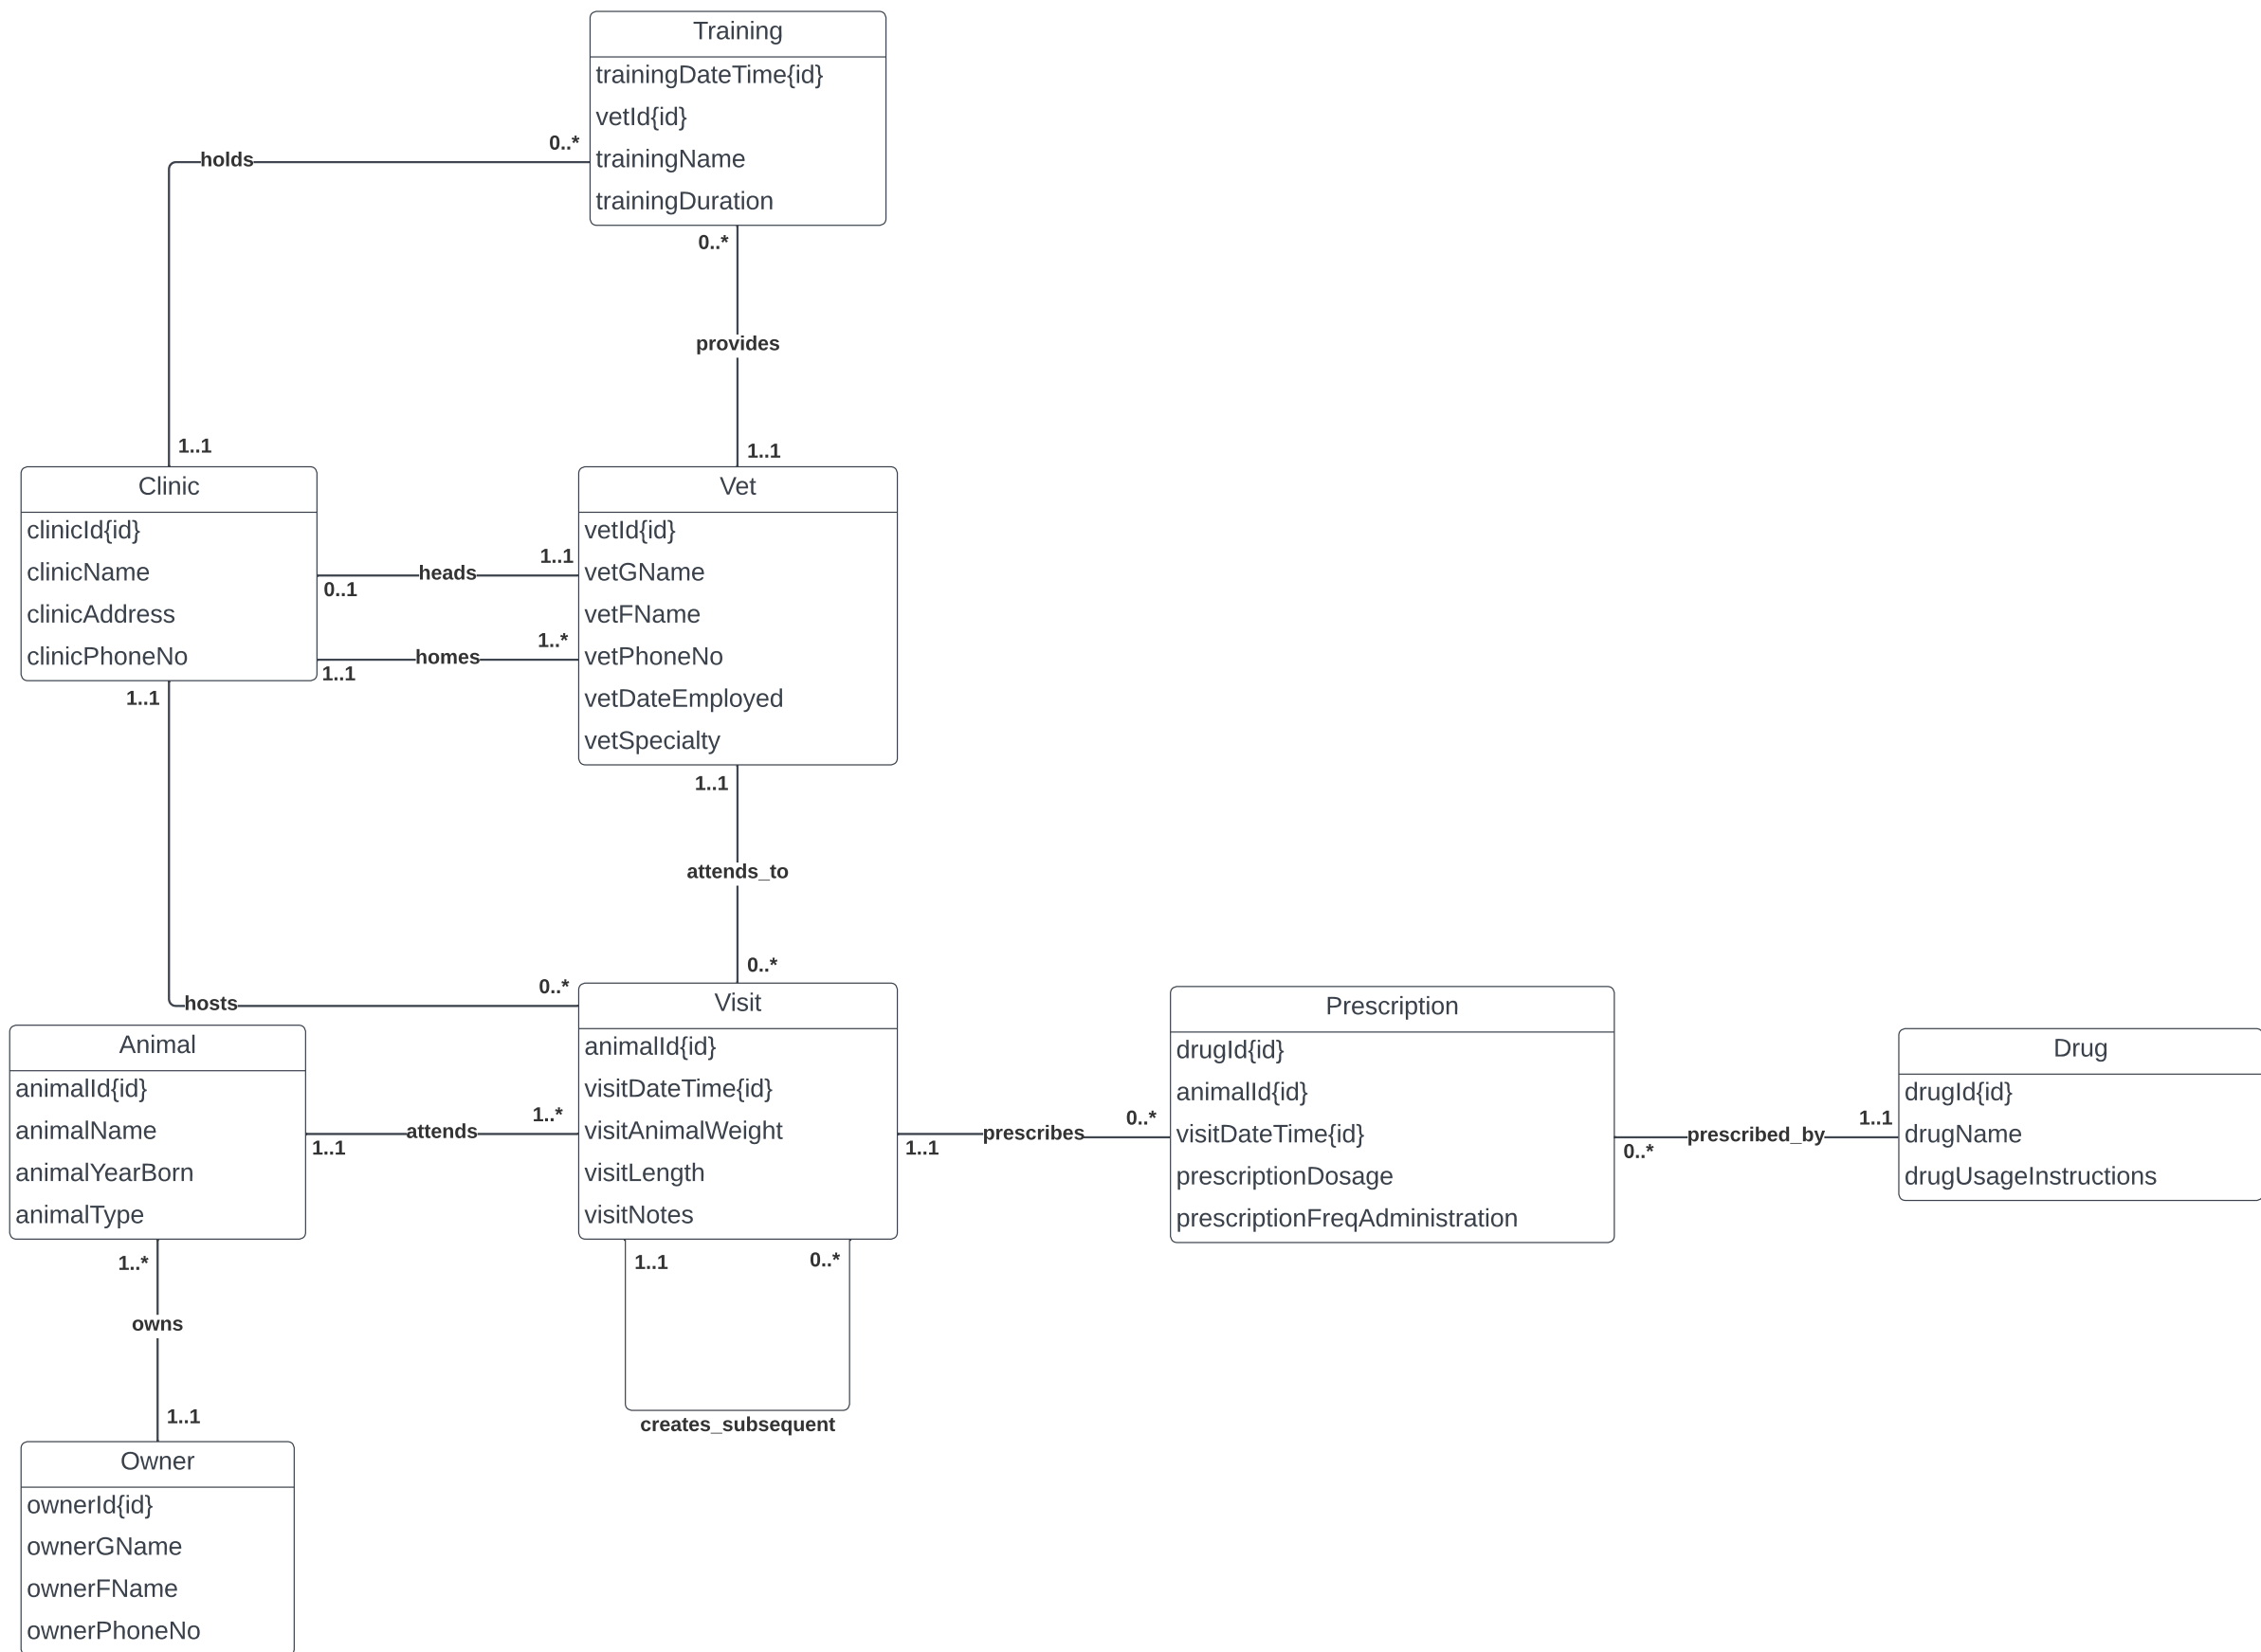 Training
trainingDateTime{id}
vetId{id}
trainingName
trainingDuration
0..*
holds
0..*
provides
1..1
1..1
Clinic
clinicId{id}
clinicName
clinicAddress
clinicPhoneNo
Vet
vetId{id}
vetGName
vetFName
vetPhoneNo
vetDateEmployed
vetSpecialty
1..1
heads
0..1
1..*
homes
1..1
1..1
1..1
attends_to
0..*
0..*
hosts
Visit
animalId{id}
visitDateTime{id}
visitAnimalWeight
visitLength
visitNotes
Animal
animalId{id}
animalName
animalYearBorn
animalType
1..*
attends
1..1
Prescription
drugId{id}
animalId{id}
visitDateTime{id}
prescriptionDosage
prescriptionFreqAdministration
0..*
prescribes
1..1
Drug
drugId{id}
drugName
drugUsageInstructions
1..1
prescribed_by
0..*
1..1
0..*
creates_subsequent
1..*
owns
1..1
Owner
ownerId{id}
ownerGName
ownerFName
ownerPhoneNo